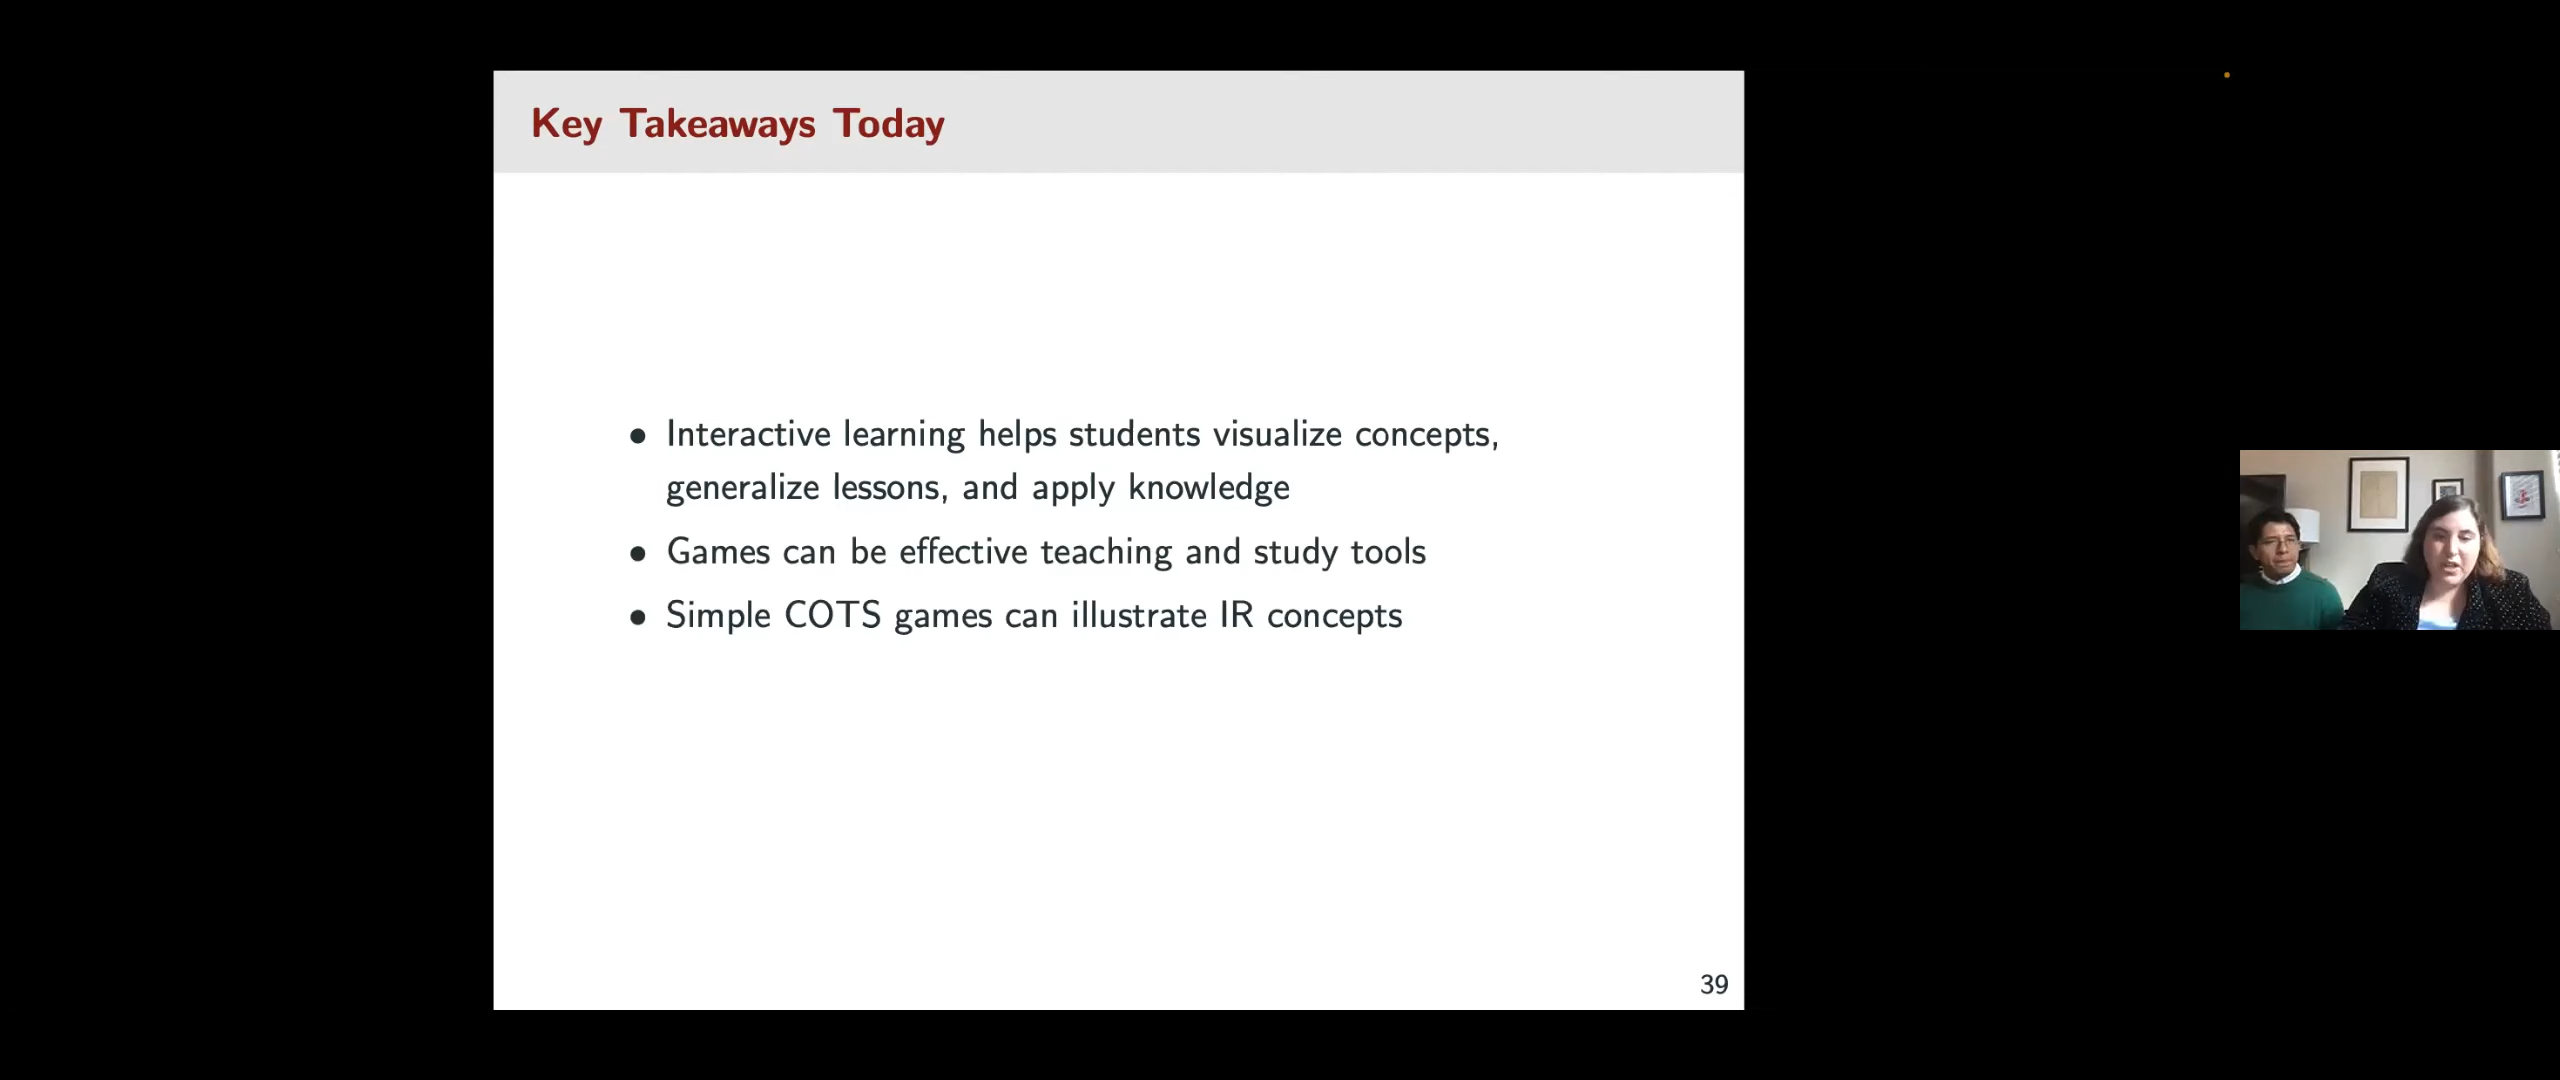 Key Takeaways Today
• Interactive learning helps students visualize concepts,
generalize lessons, and apply knowledge
• Games can be effective teaching and study tools
• Simple COTS games can illustrate IR concepts
39